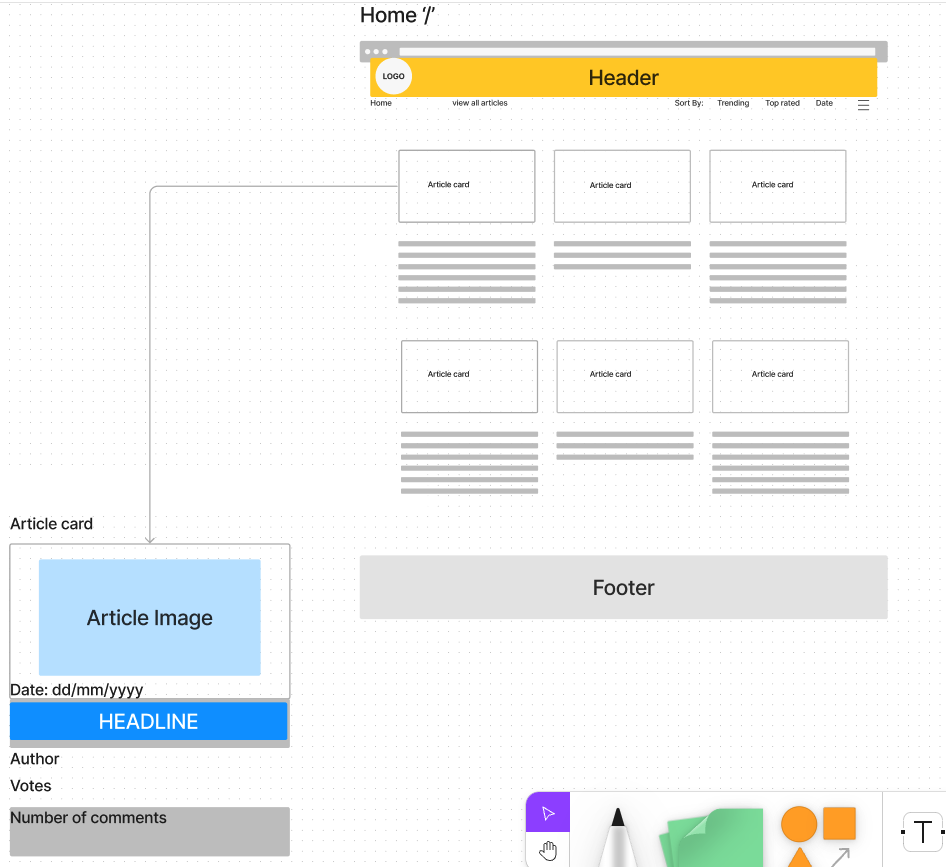 Home ‘/’
LOGO
Header
Home
view all articles
Sort By:
Trending
Top rated
Date
Article card
Article card
Article card
Article card
Article card
Article card
Article card
Article Image
Date: dd/mm/yyyy
HEADLINE
Author
Votes
Number of comments
Footer
T